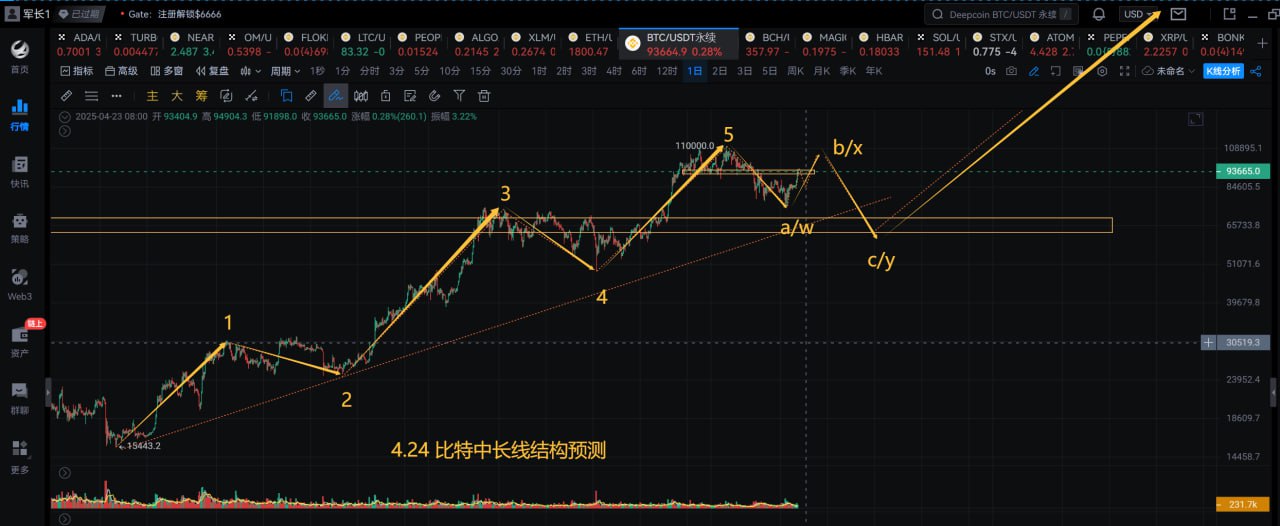 军长1 已过期 Gate：注册解锁$6666 Deepcoin BTC/USDT 永续 / USD
ADA/ TURB NEAR OM/U FLOKI LTC/U PEOP ALGO XLM/U ETH/U BTC/USDT永续 BCH/ MAGI HBAR SOL/U STX/U ATOM PEPE XRP/U BONK
0.7001 0.00447 2.487 3. 0.5398 0.0(4)69 83.32 -0 0.01524 0.2145 2 0.2674 0 1800.47 93664.9 0.28% 357.97 - 0.1975 - 0.18033 151.48 1 0.775 -4 4.428 2. 0.0(5)88 2.2257 0 0.0(4)1
首页
指标 高级 多窗 复盘 周期 1秒 1分 分时 3分 5分 10分 15分 30分 1时 2时 3时 4时 6时 12时 1日 2日 3日 5日 周K 月K 季K 年K 0s 未命名 K线分析
主 大 筹
行情
2025-04-23 08:00 开 93404.9 高 94904.3 低 91898.0 收 93665.0 涨幅 0.28%(260.1) 振幅 3.22%
快讯
策略
Web3
链上
资产
群聊
更多
5
110000.0
b/x
108895.1
93665.0
84605.5
3
a/w
65733.8
c/y
51071.6
4
39679.8
1
30519.3
23952.4
2
18609.7
15443.2
4.24 比特中长线结构预测
14458.7
231.7k